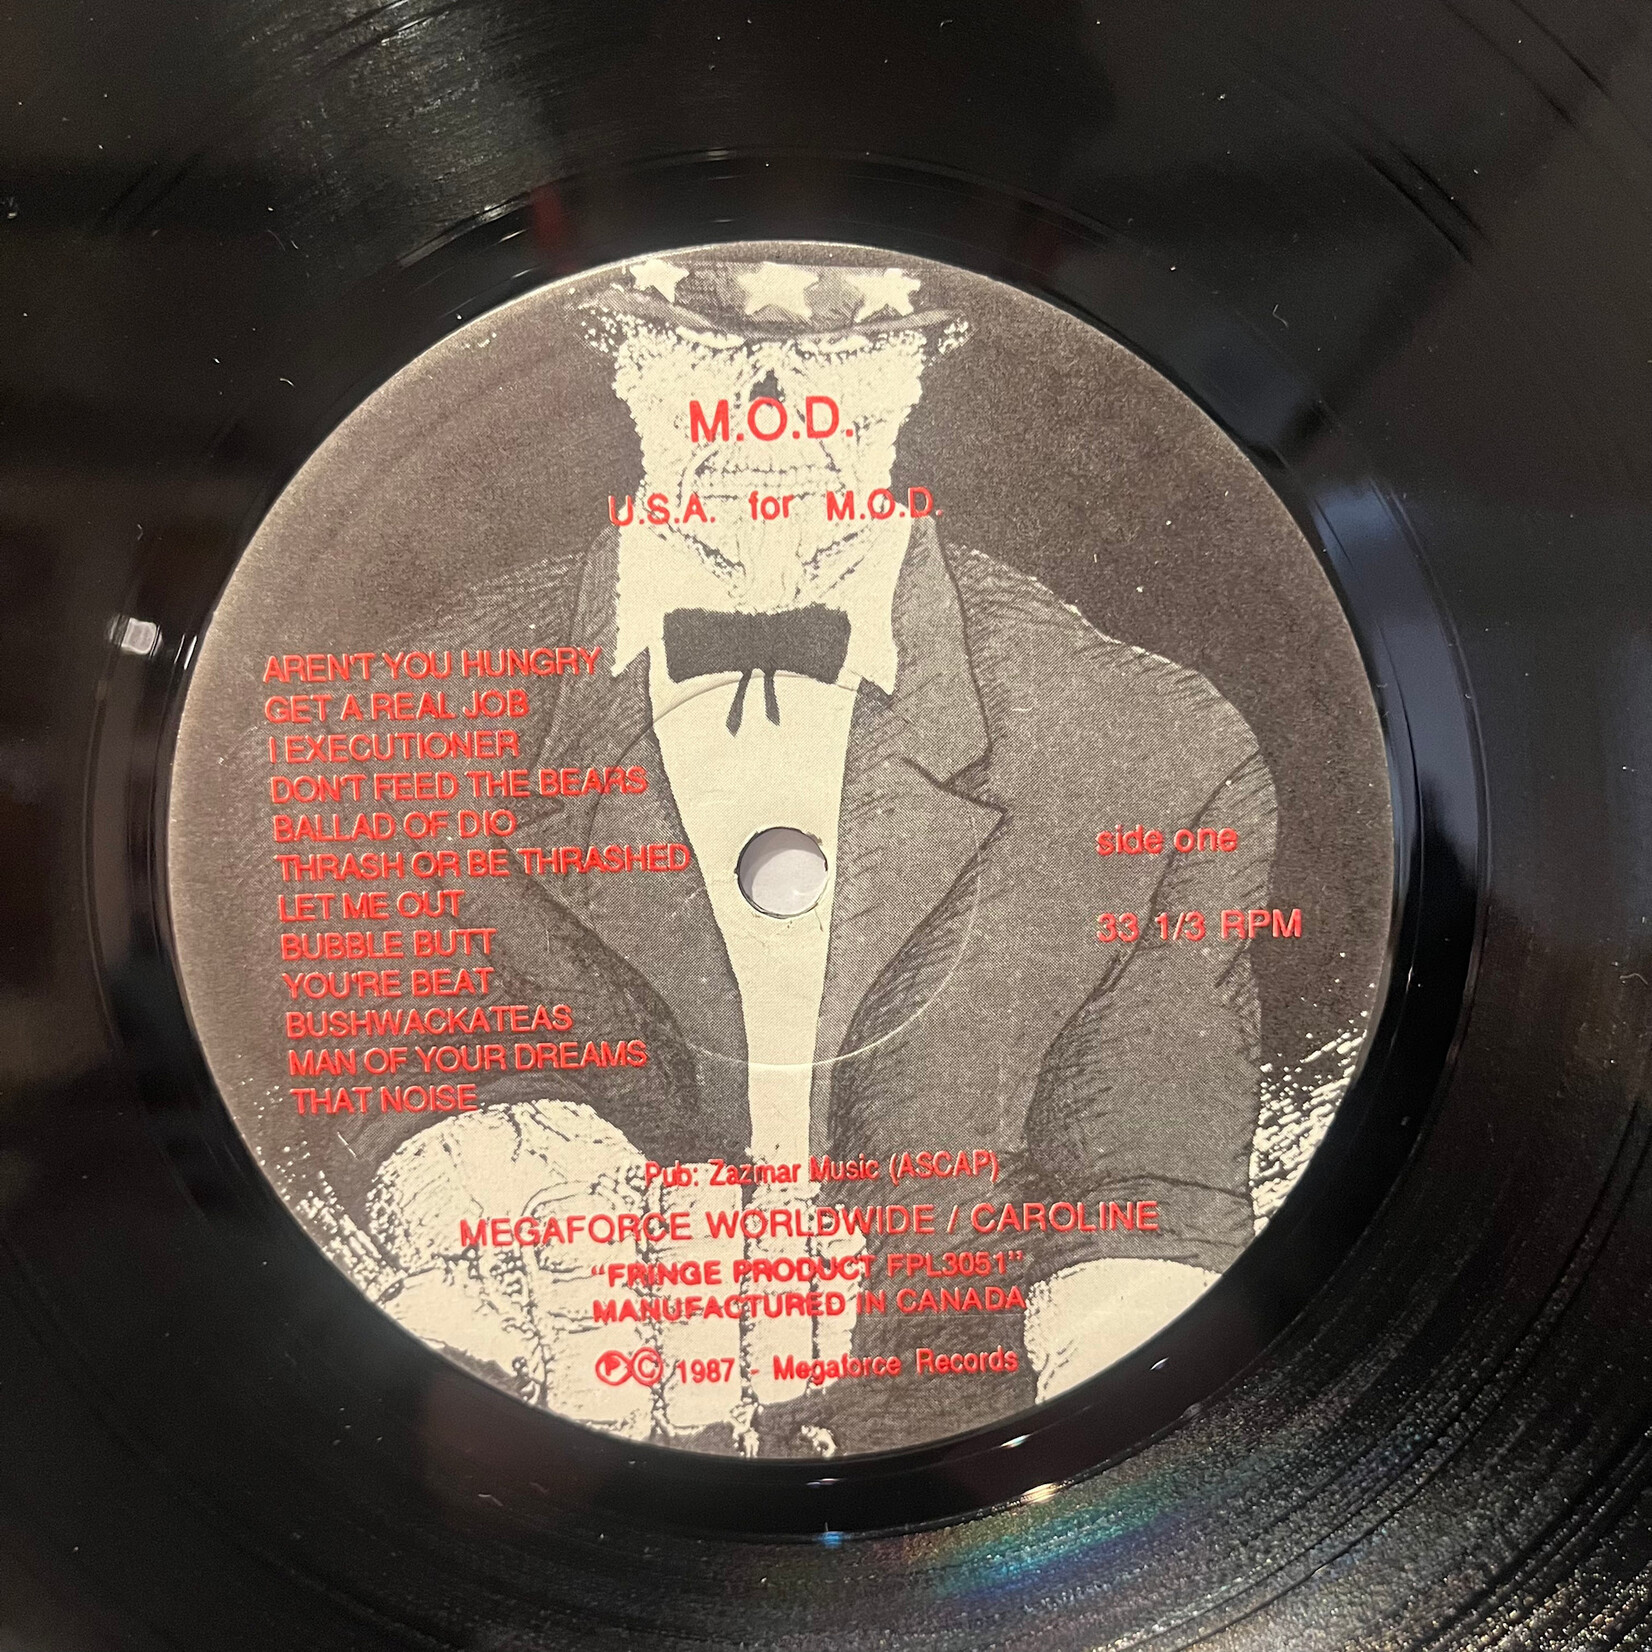 M.O.D.
U.S.A. for M.O.D.
AREN'T YOU HUNGRY
GET A REAL JOB
I EXECUTIONER
DON'T FEED THE BEARS
BALLAD OF DIO
THRASH OR BE THRASHED
LET ME OUT
BUBBLE BUTT
YOU'RE BEAT
BUSHWACKATEAS
MAN OF YOUR DREAMS
THAT NOISE
side one
33 1/3 RPM
Pub: Zazmar Music (ASCAP)
MEGAFORCE WORLDWIDE / CAROLINE
"FRINGE PRODUCT FPL3051"
MANUFACTURED IN CANADA
ⓅⒸ 1987 - Megaforce Records